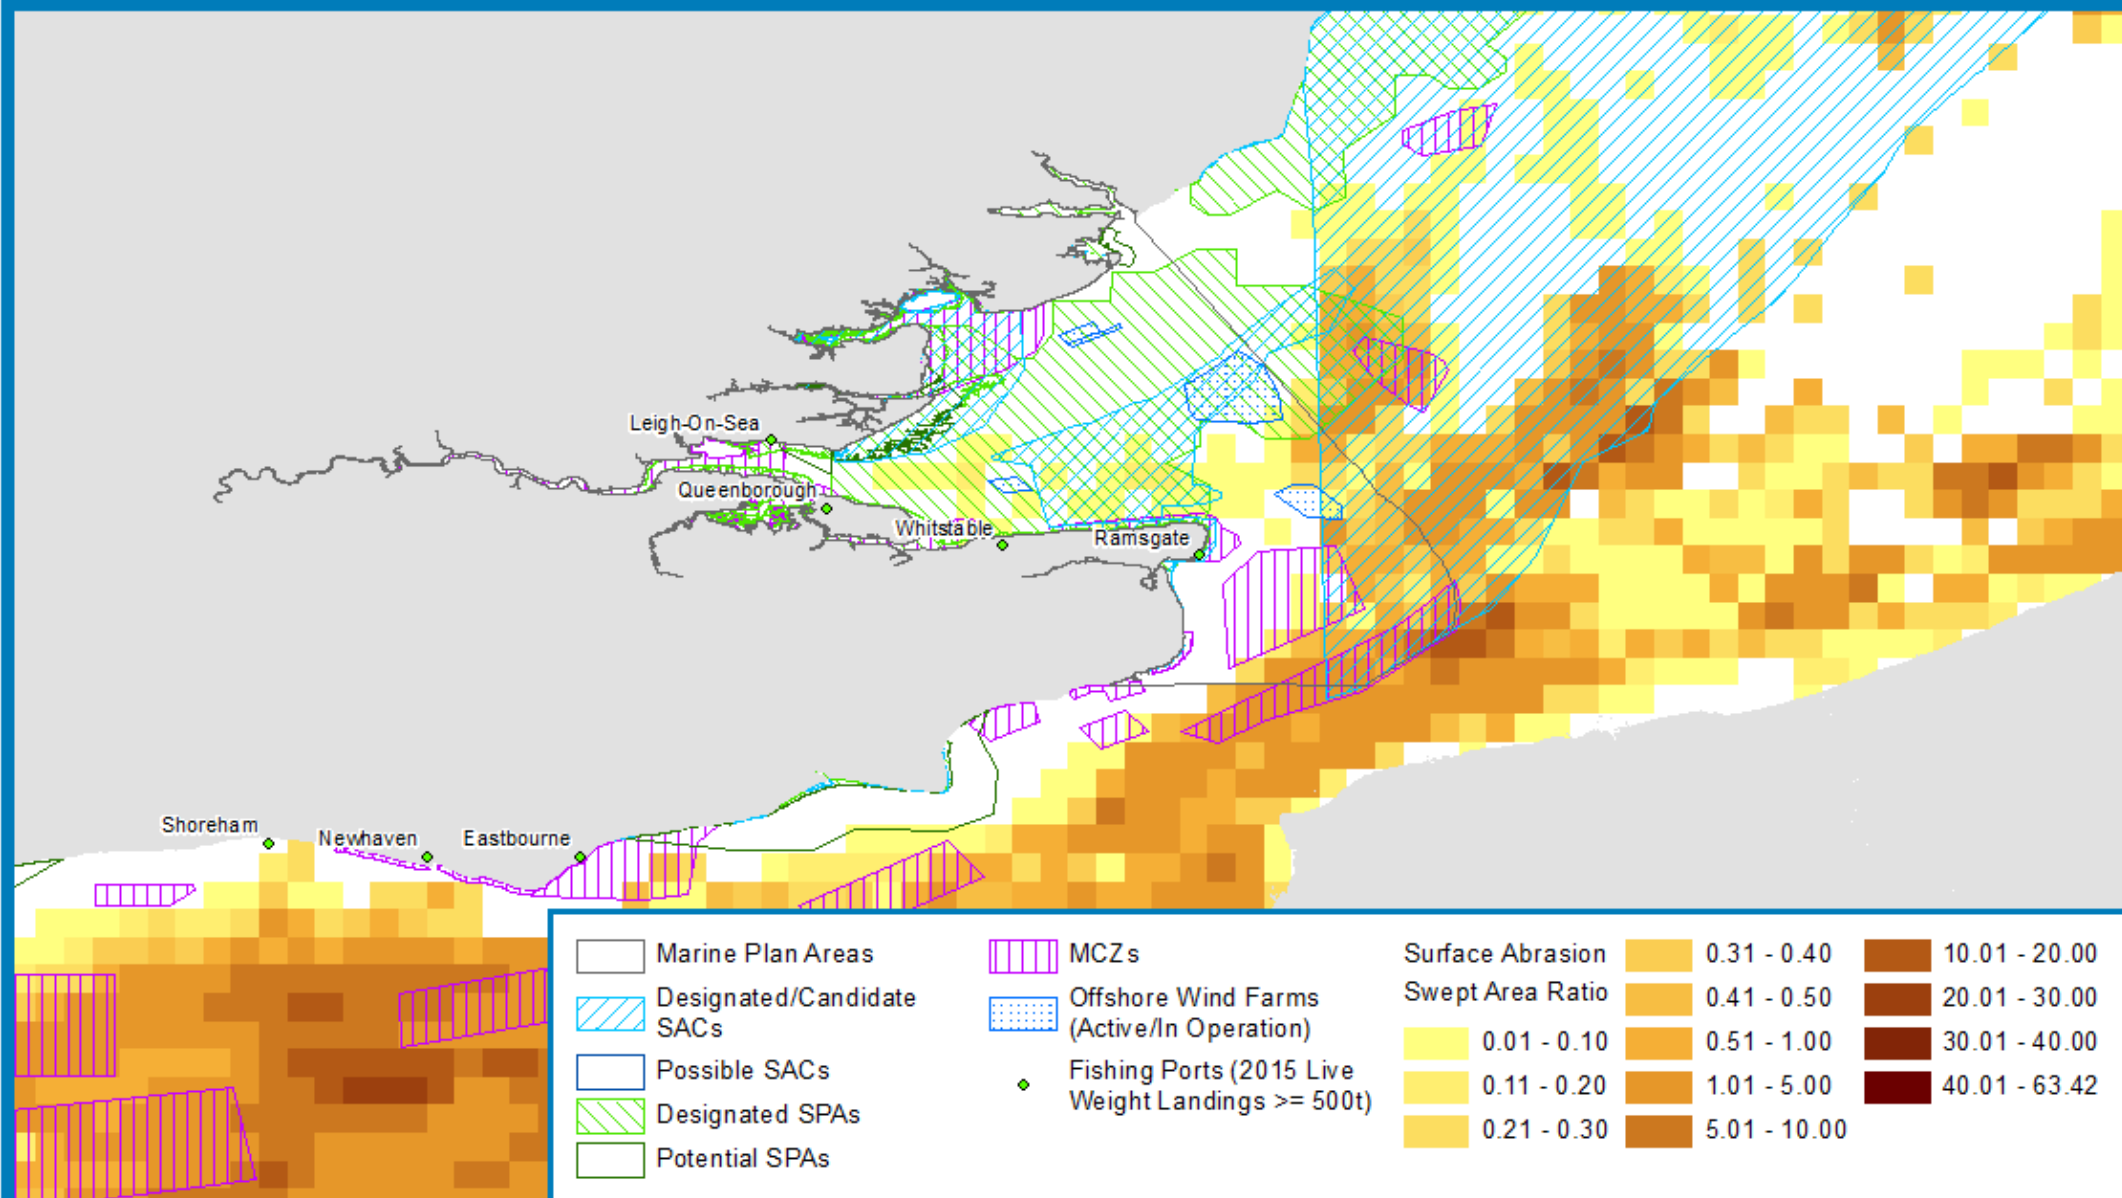 Leigh-On-Sea
Queenborough
Whitstable
Ramsgate
Shoreham
Newhaven
Eastbourne
Marine Plan Areas
Designated/Candidate
SACs
Possible SACs
Designated SPAs
Potential SPAs
MCZs
Offshore Wind Farms
(Active/In Operation)
Fishing Ports (2015 Live
Weight Landings >= 500t)
Surface Abrasion
Swept Area Ratio
0.01 - 0.10
0.11 - 0.20
0.21 - 0.30
0.31 - 0.40
0.41 - 0.50
0.51 - 1.00
1.01 - 5.00
5.01 - 10.00
10.01 - 20.00
20.01 - 30.00
30.01 - 40.00
40.01 - 63.42